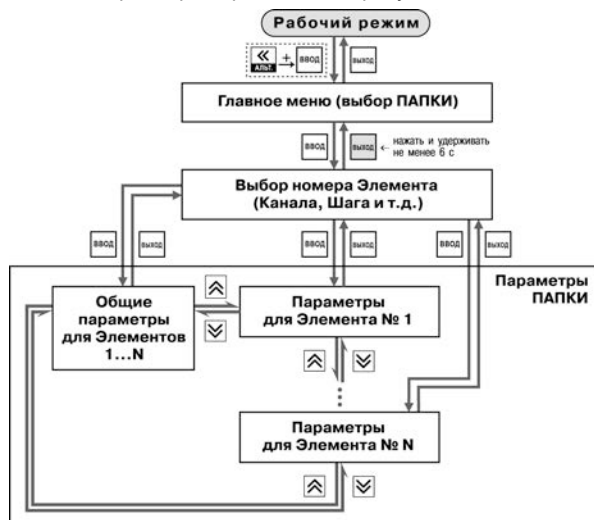 Рабочий режим
АЛЬТ. + ВВОД ВЫХОД
Главное меню (выбор ПАПКИ)
ВВОД ВЫХОД ← нажать и удерживать
не менее 6 с
Выбор номера Элемента
(Канала, Шага и т.д.)
ВВОД ВЫХОД ВВОД ВЫХОД ВВОД ВЫХОД
Параметры
ПАПКИ
Общие
параметры
для Элементов
1...N
Параметры
для Элемента № 1
Параметры
для Элемента № N